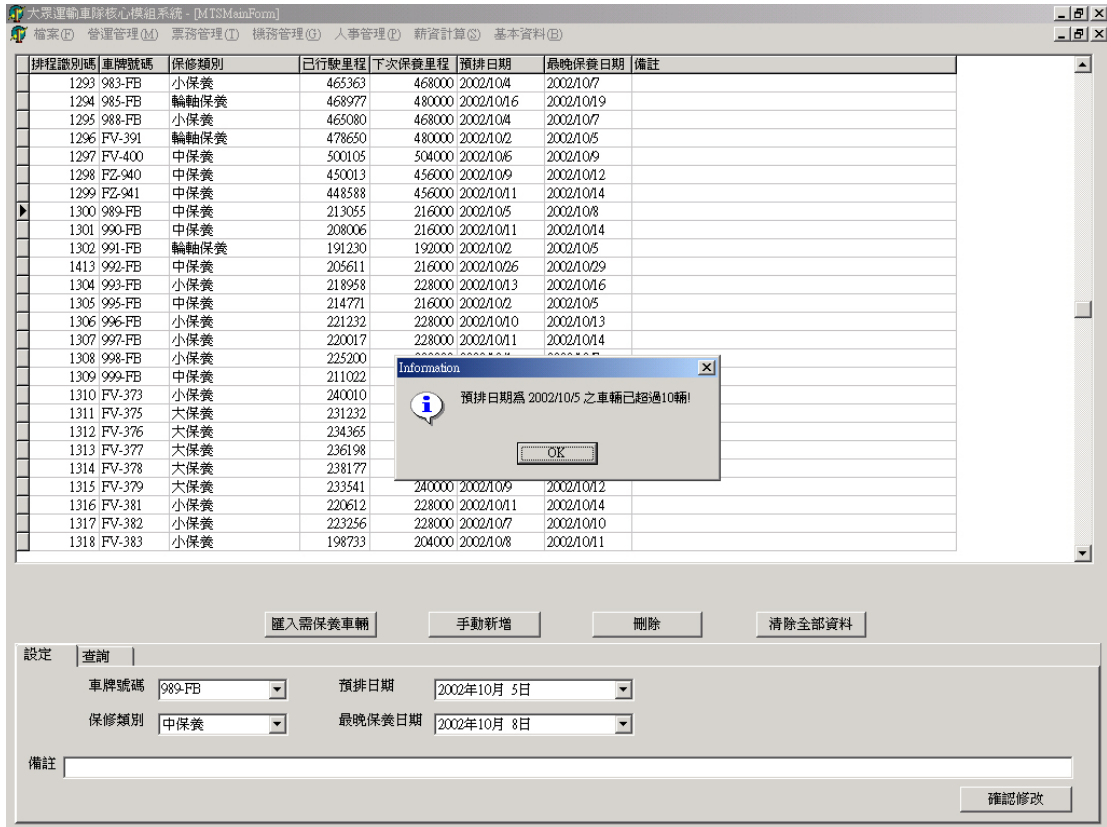 大眾運輸車隊核心模組系統 - [MTSMainForm]
檔案(F) 營運管理(M) 票務管理(T) 機務管理(G) 人事管理(P) 薪資計算(S) 基本資料(B)
排程識別碼 車牌號碼 保修類別 已行駛里程 下次保養里程 預排日期 最晚保養日期 備註
1293 983-FB 小保養 465363 468000 2002/10/4 2002/10/7
1294 985-FB 輪軸保養 468977 480000 2002/10/16 2002/10/19
1295 988-FB 小保養 465080 468000 2002/10/4 2002/10/7
1296 FV-391 輪軸保養 478650 480000 2002/10/2 2002/10/5
1297 FV-400 中保養 500105 504000 2002/10/6 2002/10/9
1298 FZ-940 中保養 450013 456000 2002/10/9 2002/10/12
1299 FZ-941 中保養 448588 456000 2002/10/11 2002/10/14
1300 989-FB 中保養 213055 216000 2002/10/5 2002/10/8
1301 990-FB 中保養 208006 216000 2002/10/11 2002/10/14
1302 991-FB 輪軸保養 191230 192000 2002/10/2 2002/10/5
1413 992-FB 中保養 205611 216000 2002/10/26 2002/10/29
1304 993-FB 小保養 218958 228000 2002/10/13 2002/10/16
1305 995-FB 中保養 214771 216000 2002/10/2 2002/10/5
1306 996-FB 小保養 221232 228000 2002/10/10 2002/10/13
1307 997-FB 小保養 220017 228000 2002/10/11 2002/10/14
1308 998-FB 小保養 225200
1309 999-FB 中保養 211022
1310 FV-373 小保養 240010
1311 FV-375 大保養 231232
1312 FV-376 大保養 234365
1313 FV-377 大保養 236198
1314 FV-378 大保養 238177
1315 FV-379 大保養 233541 240000 2002/10/9 2002/10/12
1316 FV-381 小保養 220612 228000 2002/10/11 2002/10/14
1317 FV-382 小保養 223256 228000 2002/10/7 2002/10/10
1318 FV-383 小保養 198733 204000 2002/10/8 2002/10/11
Information
預排日期為 2002/10/5 之車輛已超過10輛!
OK
匯入需保養車輛 手動新增 刪除 清除全部資料
設定 查詢
車牌號碼 989-FB 預排日期 2002年10月 5日
保修類別 中保養 最晚保養日期 2002年10月 8日
備註
確認修改